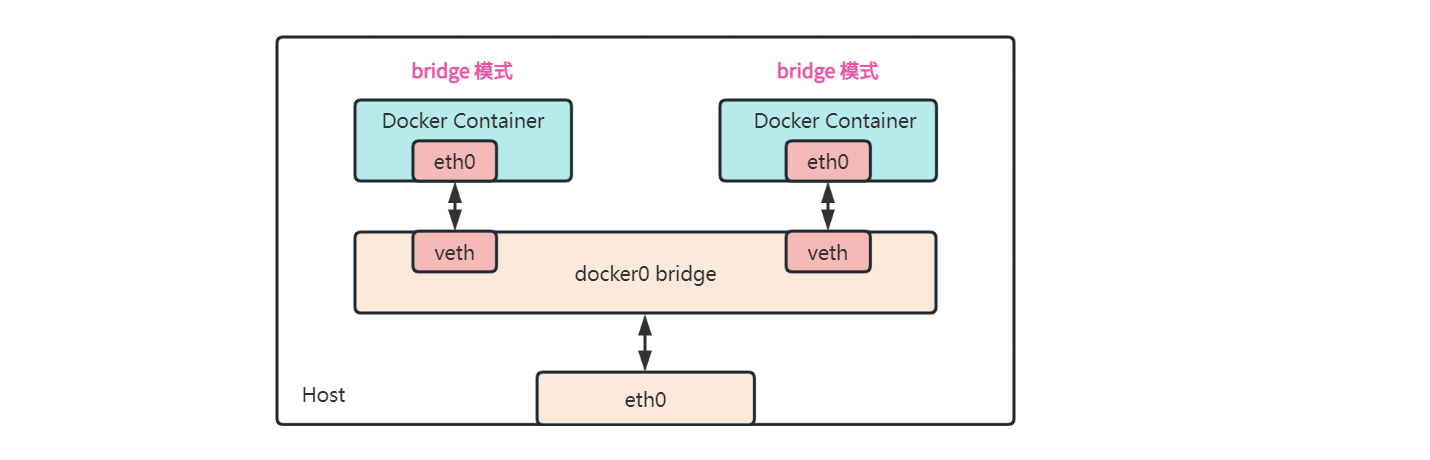 bridge 模式
bridge 模式
Docker Container
Docker Container
eth0
eth0
veth
veth
docker0 bridge
Host
eth0